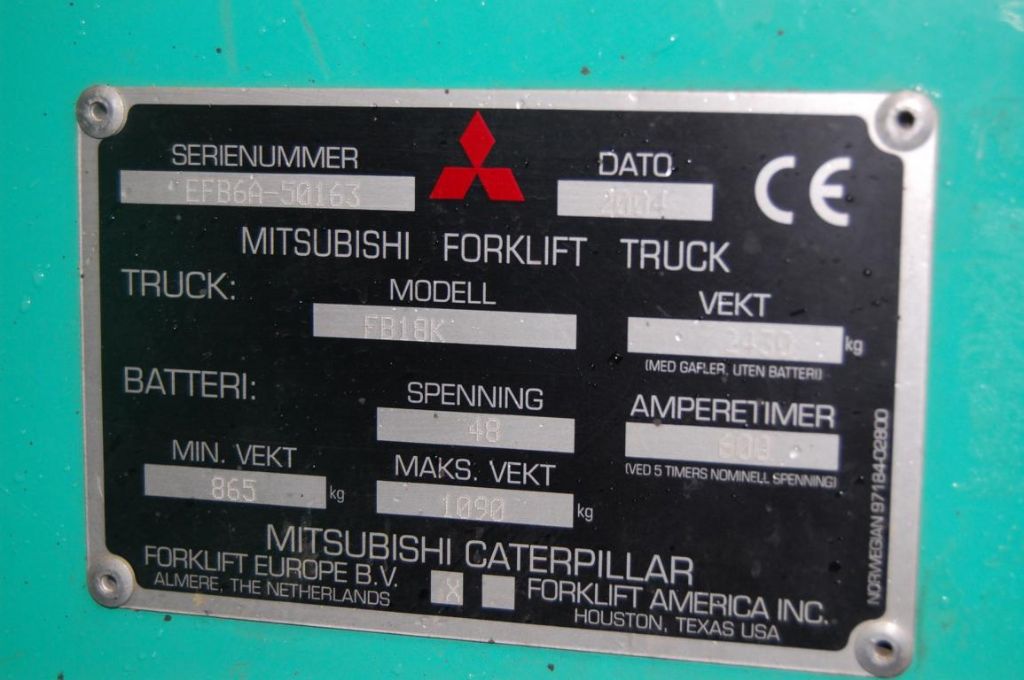 SERIENUMMER
EFB6A-50163
DATO
2004
CE
MITSUBISHI FORKLIFT TRUCK
TRUCK:
MODELL
FB18K
VEKT
kg
(MED GAFLER, UTEN BATTERI)
BATTERI:
SPENNING
48
AMPERETIMER
600
(VED 5 TIMERS NOMINELL SPENNING)
MIN. VEKT
865 kg
MAKS. VEKT
1090 kg
MITSUBISHI CATERPILLAR
FORKLIFT EUROPE B.V.
ALMERE, THE NETHERLANDS
X
FORKLIFT AMERICA INC.
HOUSTON, TEXAS USA
NORWEGIAN 97184-02800